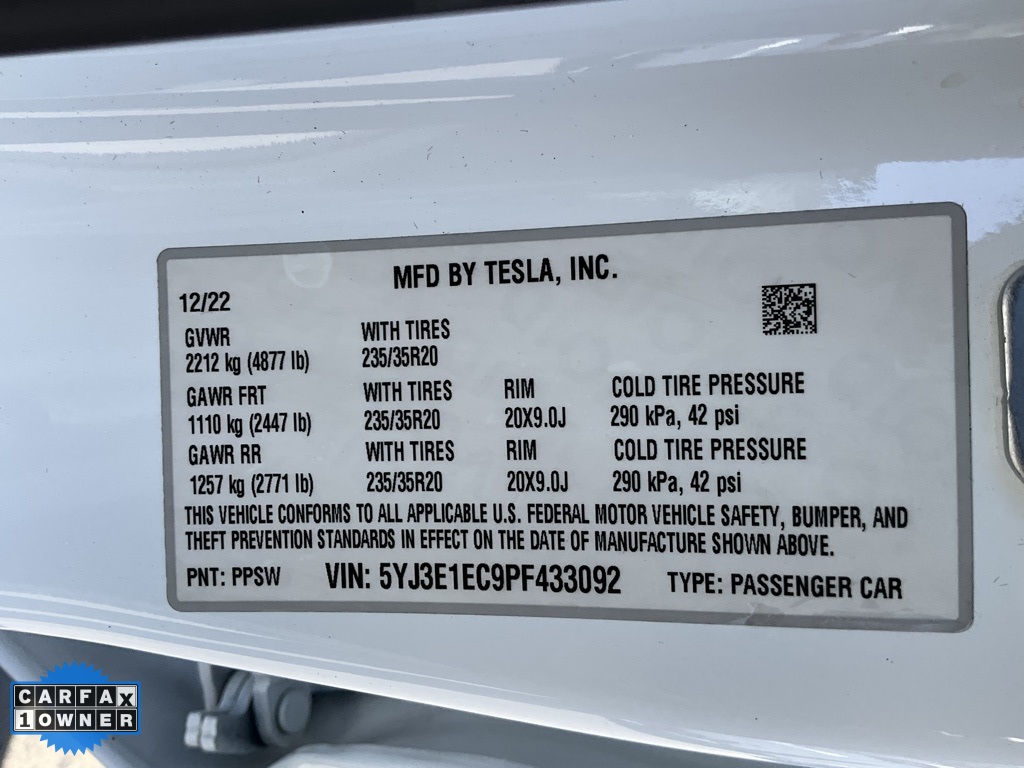 MFD BY TESLA, INC.
12/22
GVWR WITH TIRES
2212 kg (4877 lb) 235/35R20
GAWR FRT WITH TIRES RIM COLD TIRE PRESSURE
1110 kg (2447 lb) 235/35R20 20X9.0J 290 kPa, 42 psi
GAWR RR WITH TIRES RIM COLD TIRE PRESSURE
1257 kg (2771 lb) 235/35R20 20X9.0J 290 kPa, 42 psi
THIS VEHICLE CONFORMS TO ALL APPLICABLE U.S. FEDERAL MOTOR VEHICLE SAFETY, BUMPER, AND
THEFT PREVENTION STANDARDS IN EFFECT ON THE DATE OF MANUFACTURE SHOWN ABOVE.
PNT: PPSW VIN: 5YJ3E1EC9PF433092 TYPE: PASSENGER CAR
CARFAX
1 OWNER